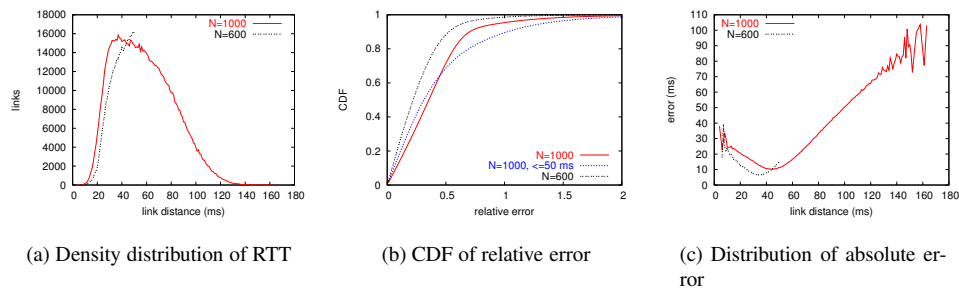 18000
16000
14000
12000
10000
8000
6000
4000
2000
0
links
0 20 40 60 80 100 120 140 160 180
link distance (ms)
N=1000
N=600
(a) Density distribution of RTT
1
0.8
0.6
0.4
0.2
0
CDF
0 0.5 1 1.5 2
relative error
N=1000
N=1000, <=50 ms
N=600
(b) CDF of relative error
110
100
90
80
70
60
50
40
30
20
10
0
error (ms)
0 20 40 60 80 100 120 140 160 180
link distance (ms)
N=1000
N=600
(c) Distribution of absolute er-
ror